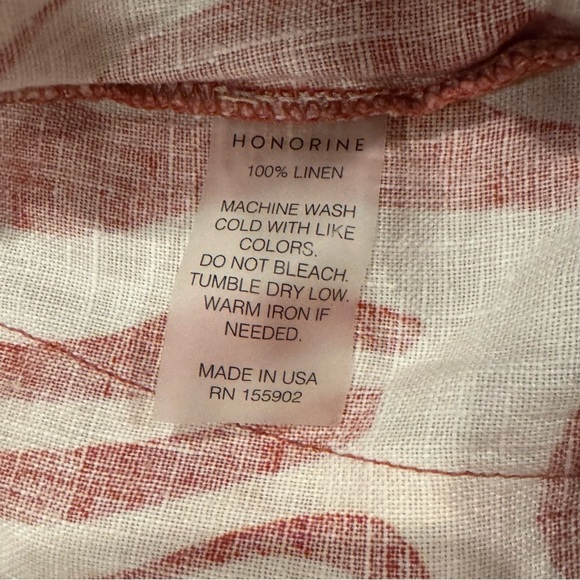 HONORINE
100% LINEN
MACHINE WASH
COLD WITH LIKE
COLORS.
DO NOT BLEACH.
TUMBLE DRY LOW.
WARM IRON IF
NEEDED.
MADE IN USA
RN 155902